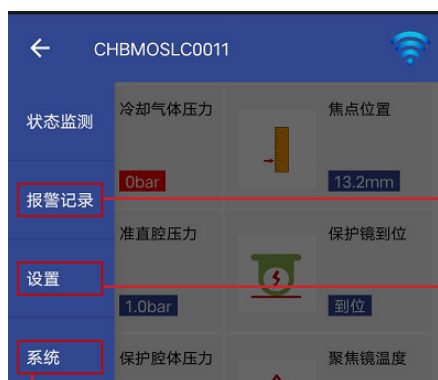 CHBMOSLC0011
状态监测
冷却气体压力
焦点位置
0bar
13.2mm
报警记录
准直腔压力
保护镜到位
设置
1.0bar
到位
系统
保护腔体压力
聚焦镜温度